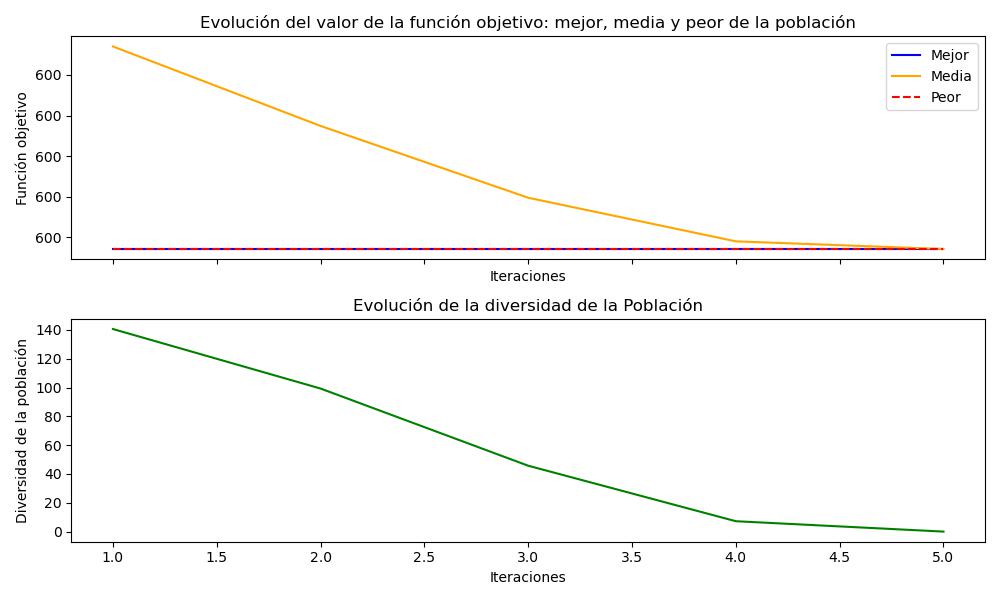 Evolución del valor de la función objetivo: mejor, media y peor de la población
Función objetivo
600
600
600
600
600
Mejor
Media
Peor
Iteraciones
Evolución de la diversidad de la Población
Diversidad de la población
140
120
100
80
60
40
20
0
1.0 1.5 2.0 2.5 3.0 3.5 4.0 4.5 5.0
Iteraciones